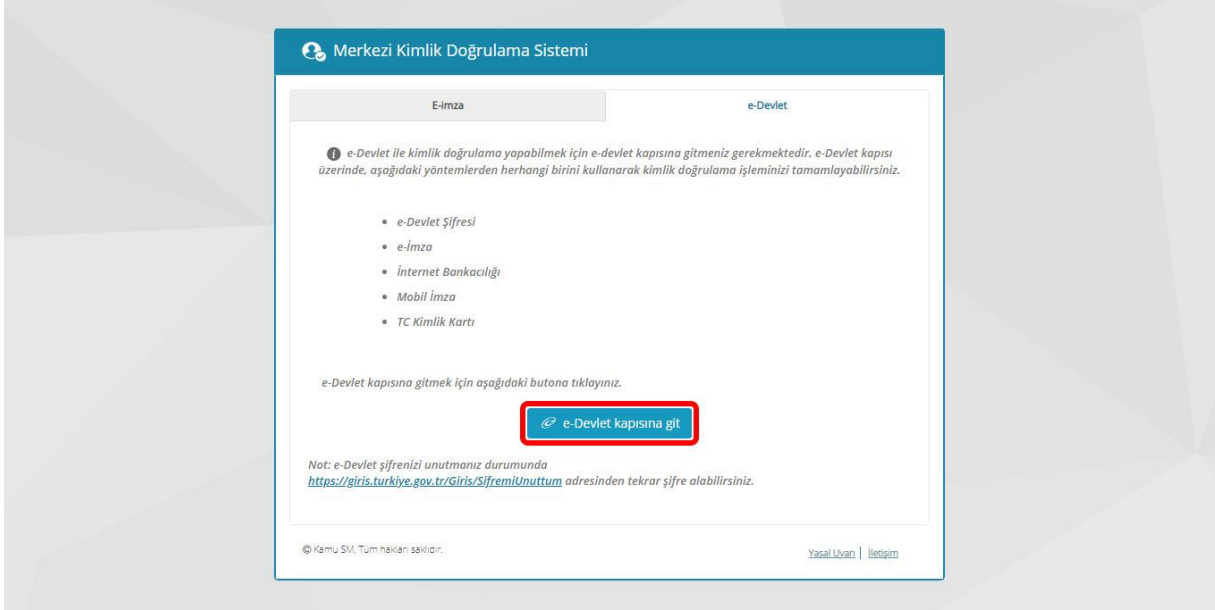 Merkezi Kimlik Doğrulama Sistemi
E-imza
e-Devlet
e-Devlet ile kimlik doğrulama yapabilmek için e-devlet kapısına gitmeniz gerekmektedir. e-Devlet kapısı
üzerinde, aşağıdaki yöntemlerden herhangi birini kullanarak kimlik doğrulama işleminizi tamamlayabilirsiniz.
• e-Devlet Şifresi
• e-İmza
• İnternet Bankacılığı
• Mobil İmza
• TC Kimlik Kartı
e-Devlet kapısına gitmek için aşağıdaki butona tıklayınız.
e-Devlet kapısına git
Not: e-Devlet şifrenizi unutmanız durumunda
https://giris.turkiye.gov.tr/Giris/SifremiUnuttum adresinden tekrar şifre alabilirsiniz.
© Kamu SM. Tüm hakları saklıdır.
Yasal Uyarı | İletişim